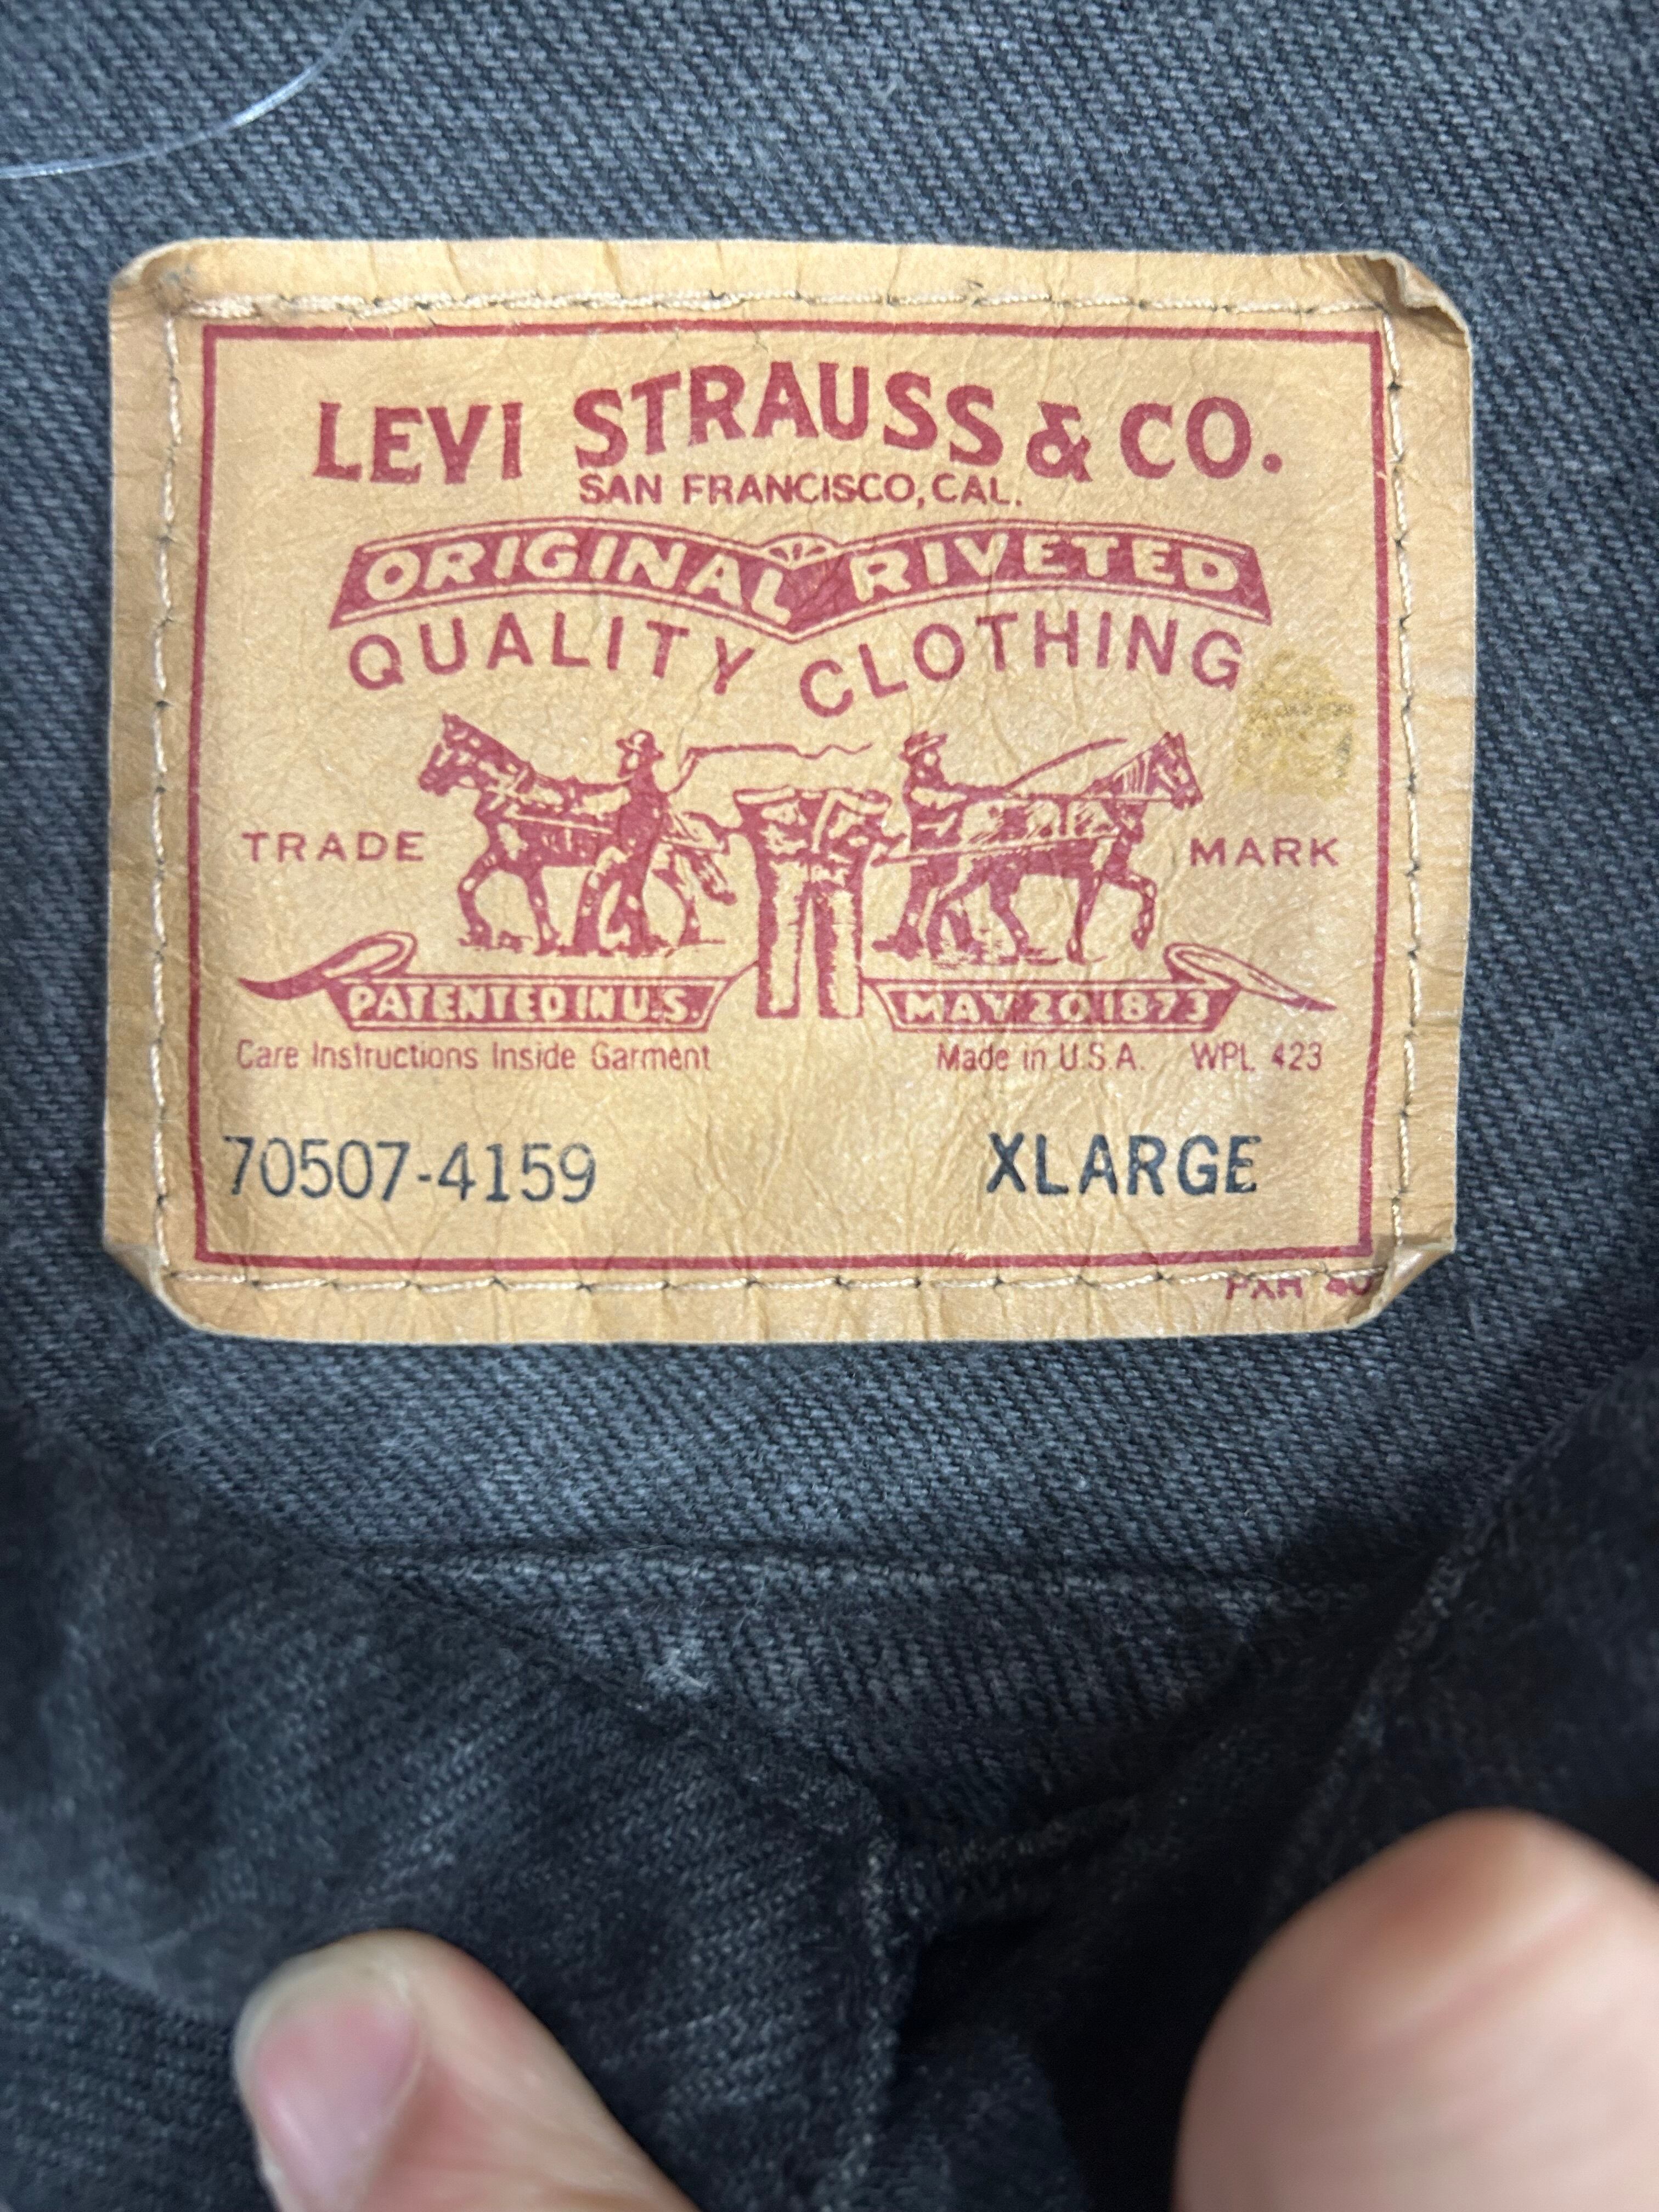 LEVI STRAUSS & CO.
SAN FRANCISCO, CAL.
ORIGINAL RIVETED
QUALITY CLOTHING
TRADE MARK
PATENTED IN U.S. MAY 20 1873
Care Instructions Inside Garment Made in U.S.A. WPL 423
70507-4159 XLARGE